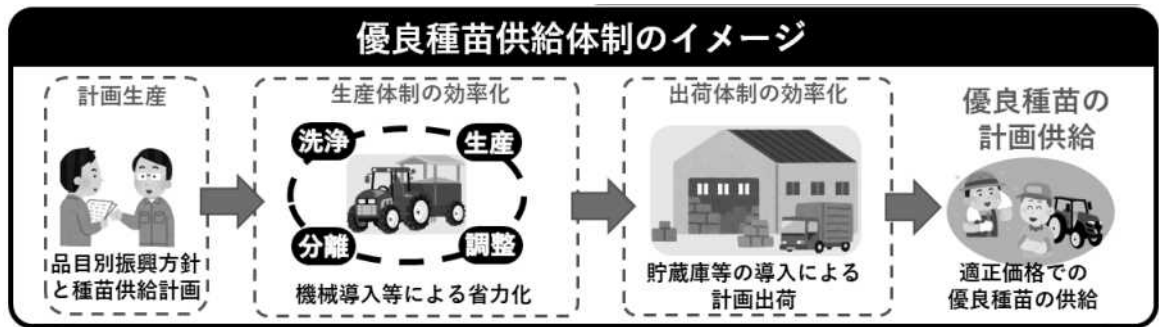 優良種苗供給体制のイメージ
計画生産
品目別振興方針
と種苗供給計画
生産体制の効率化
洗浄
生産
分離
調整
機械導入等による省力化
出荷体制の効率化
貯蔵庫等の導入による
計画出荷
優良種苗の
計画供給
適正価格での
優良種苗の供給